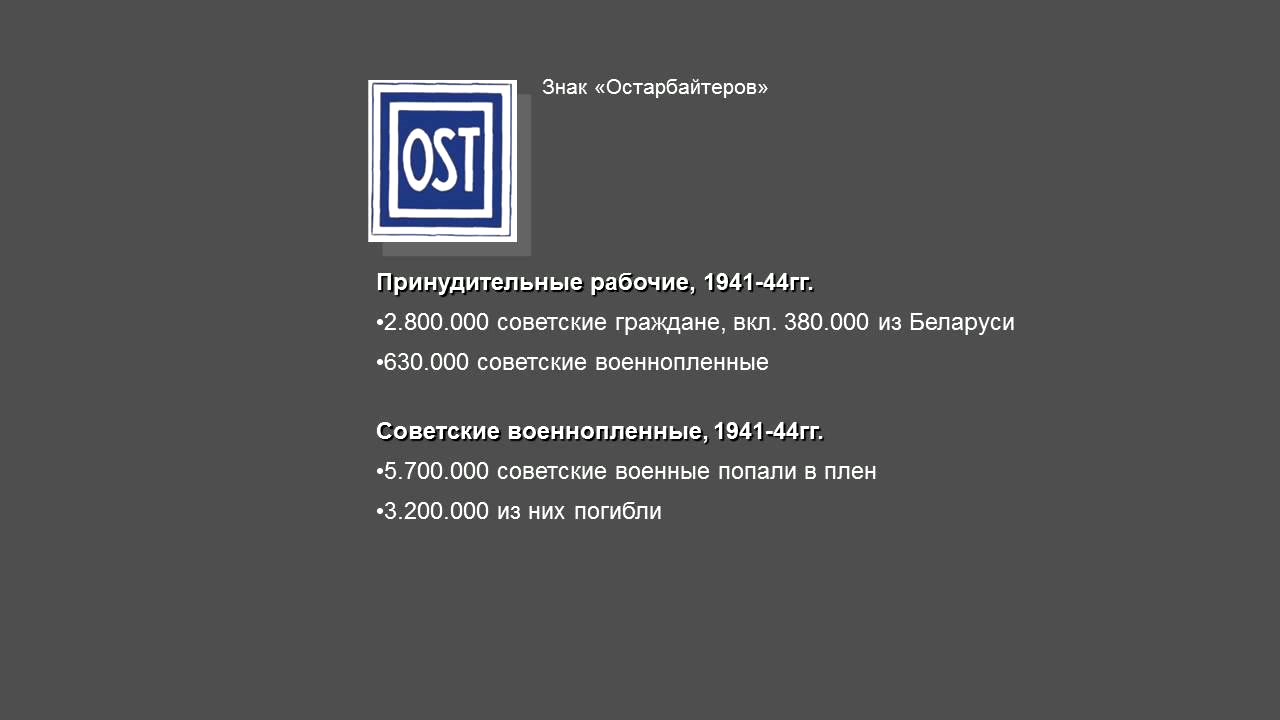 Знак «Остарбайтеров»
OST
Принудительные рабочие, 1941-44гг.
•2.800.000 советские граждане, вкл. 380.000 из Беларуси
•630.000 советские военнопленные
Советские военнопленные, 1941-44гг.
•5.700.000 советские военные попали в плен
•3.200.000 из них погибли